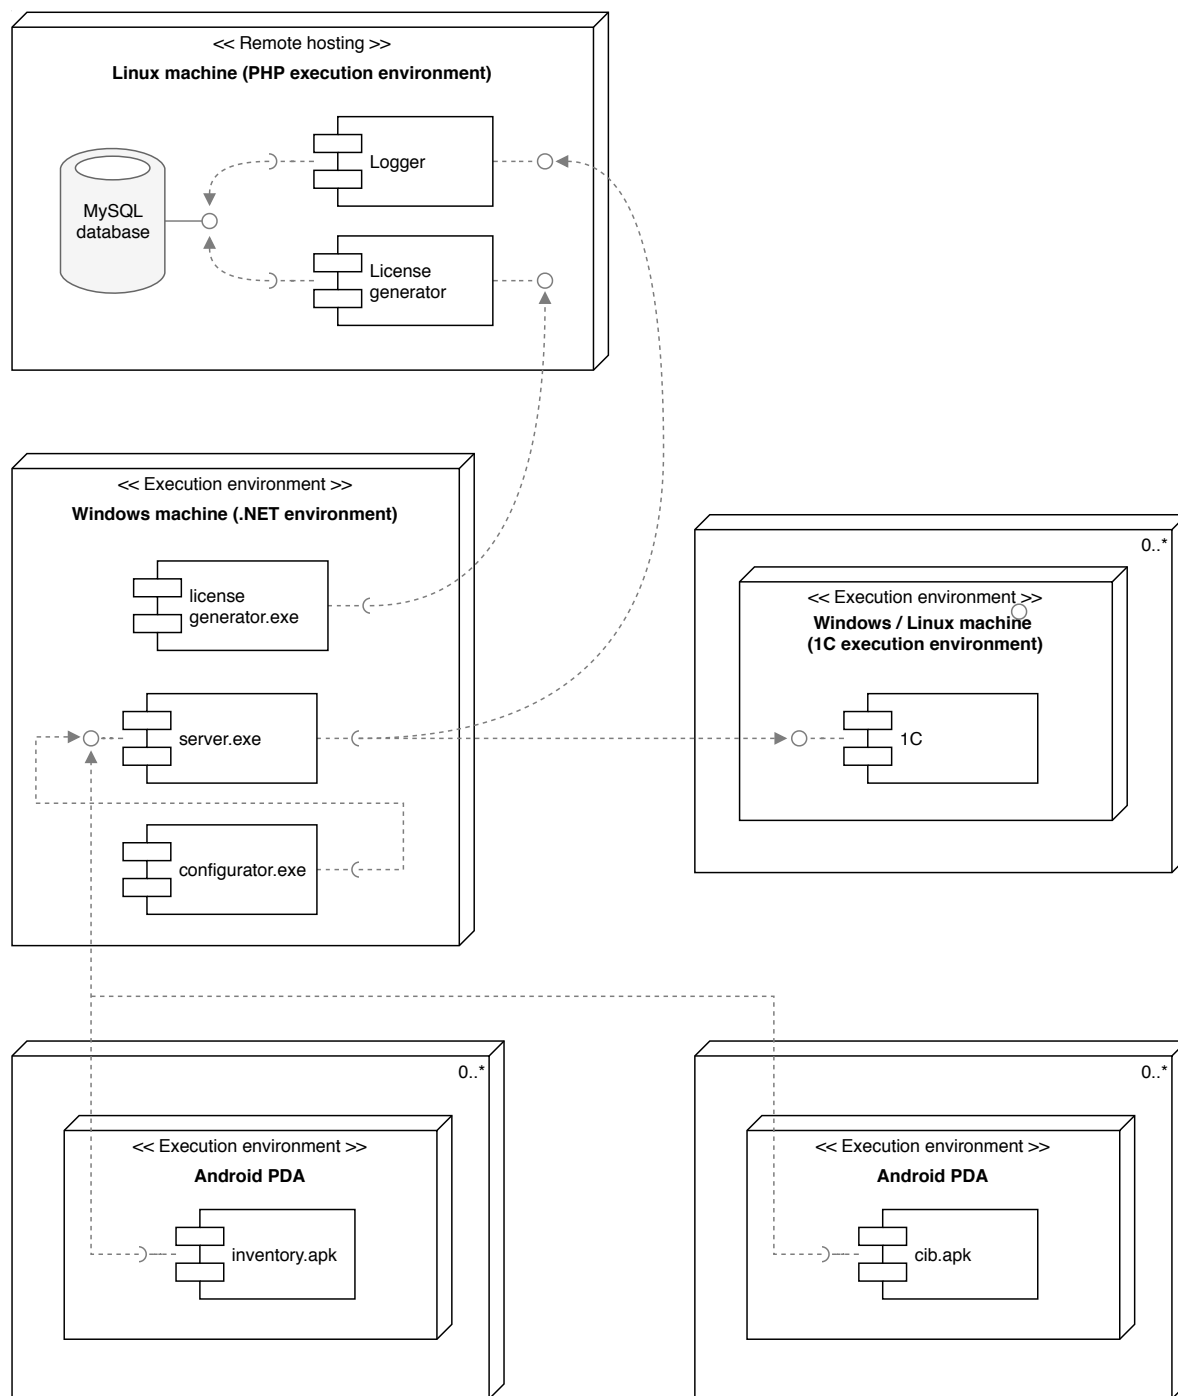 << Remote hosting >>
Linux machine (PHP execution environment)
Logger
MySQL
database
License
generator
<< Execution environment >>
Windows machine (.NET environment)
license
generator.exe
server.exe
configurator.exe
0..*
<< Execution environment >>
Windows / Linux machine
(1C execution environment)
1C
0..*
<< Execution environment >>
Android PDA
inventory.apk
0..*
<< Execution environment >>
Android PDA
cib.apk